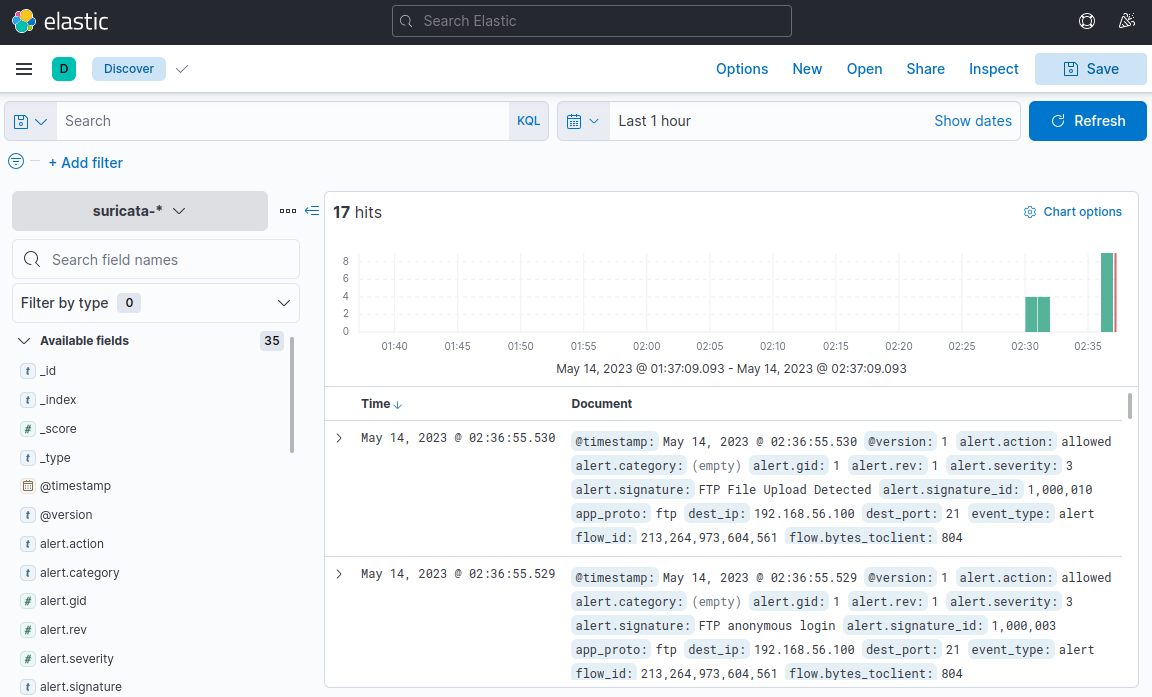 elastic
Search Elastic
D
Discover
Options
New
Open
Share
Inspect
Save
Search
KQL
Last 1 hour
Show dates
Refresh
+ Add filter
suricata-*
Search field names
Filter by type 0
Available fields 35
t _id
t _index
# _score
t _type
@timestamp
t @version
t alert.action
t alert.category
# alert.gid
# alert.rev
# alert.severity
t alert.signature
17 hits
Chart options
8
6
4
2
0
01:40 01:45 01:50 01:55 02:00 02:05 02:10 02:15 02:20 02:25 02:30 02:35
May 14, 2023 @ 01:37:09.093 - May 14, 2023 @ 02:37:09.093
Time Document
May 14, 2023 @ 02:36:55.530
@timestamp: May 14, 2023 @ 02:36:55.530 @version: 1 alert.action: allowed
alert.category: (empty) alert.gid: 1 alert.rev: 1 alert.severity: 3
alert.signature: FTP File Upload Detected alert.signature_id: 1,000,010
app_proto: ftp dest_ip: 192.168.56.100 dest_port: 21 event_type: alert
flow_id: 213,264,973,604,561 flow.bytes_toclient: 804
May 14, 2023 @ 02:36:55.529
@timestamp: May 14, 2023 @ 02:36:55.529 @version: 1 alert.action: allowed
alert.category: (empty) alert.gid: 1 alert.rev: 1 alert.severity: 3
alert.signature: FTP anonymous login alert.signature_id: 1,000,003
app_proto: ftp dest_ip: 192.168.56.100 dest_port: 21 event_type: alert
flow_id: 213,264,973,604,561 flow.bytes_toclient: 804